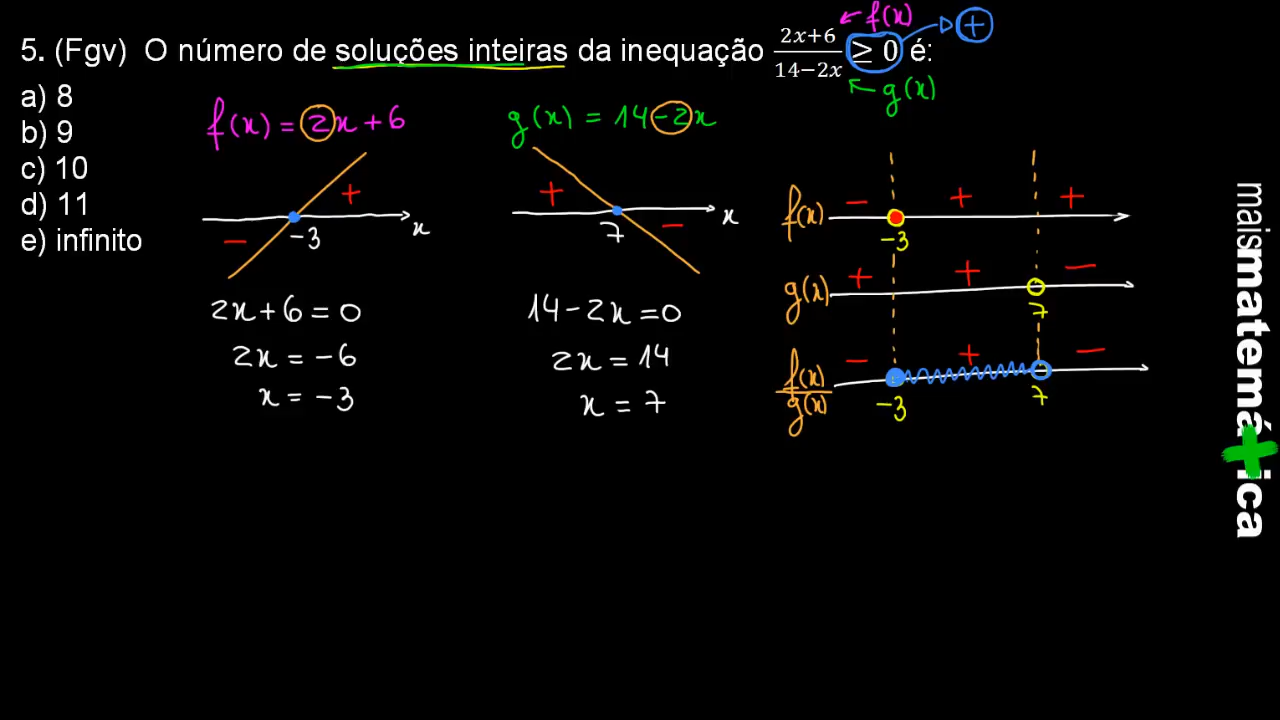 5. (Fgv) O número de soluções inteiras da inequação (2x+6)/(14−2x) ≥ 0 é:
← f(x)
+
← g(x)
a) 8
b) 9
c) 10
d) 11
e) infinito
f(x) = 2x + 6
+
−
−3
x
2x + 6 = 0
2x = −6
x = −3
g(x) = 14 − 2x
+
−
7
x
14 − 2x = 0
2x = 14
x = 7
f(x) − + +
−3
g(x) + + −
7
f(x)/g(x) − + −
−3 7
maismatemática